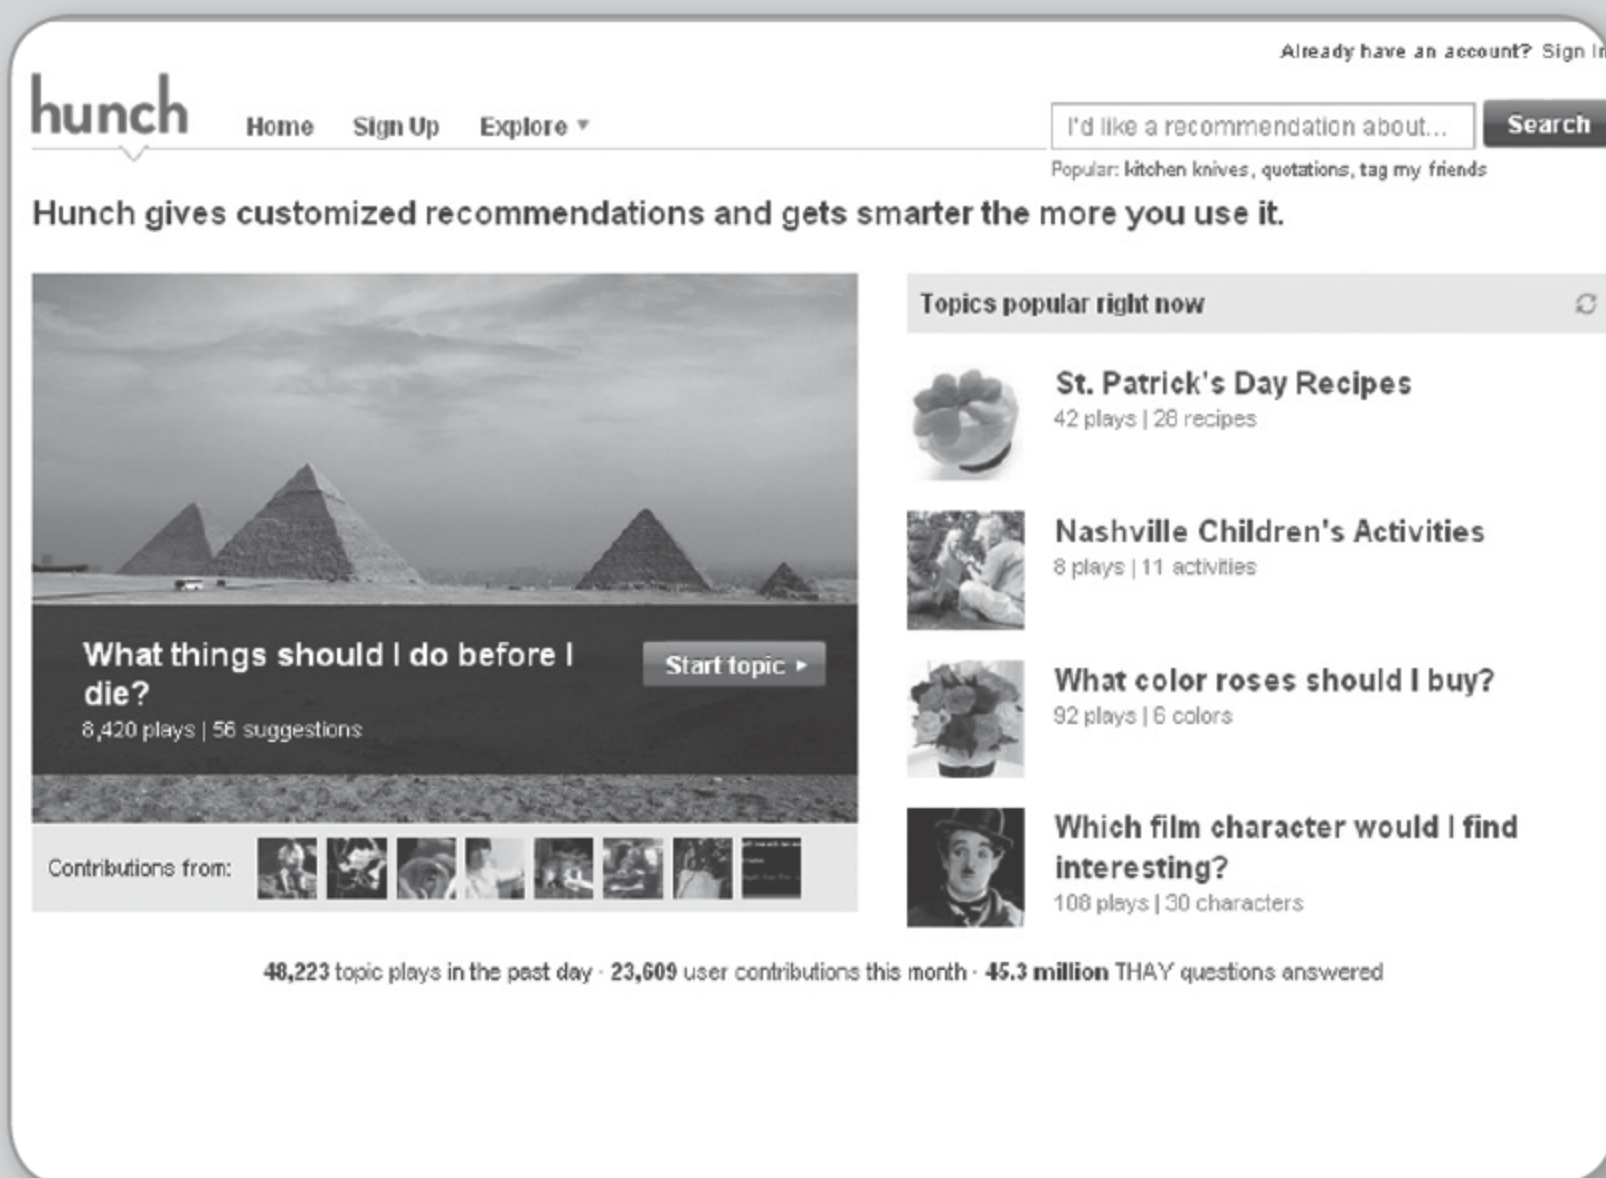 Already have an account? Sign In
hunch
Home Sign Up Explore
I'd like a recommendation about...
Search
Popular: kitchen knives, quotations, tag my friends
Hunch gives customized recommendations and gets smarter the more you use it.
What things should I do before I
die?
8,420 plays | 56 suggestions
Start topic
Contributions from:
Topics popular right now
St. Patrick's Day Recipes
42 plays | 28 recipes
Nashville Children's Activities
8 plays | 11 activities
What color roses should I buy?
92 plays | 6 colors
Which film character would I find
interesting?
108 plays | 30 characters
48,223 topic plays in the past day · 23,609 user contributions this month · 45.3 million THAY questions answered